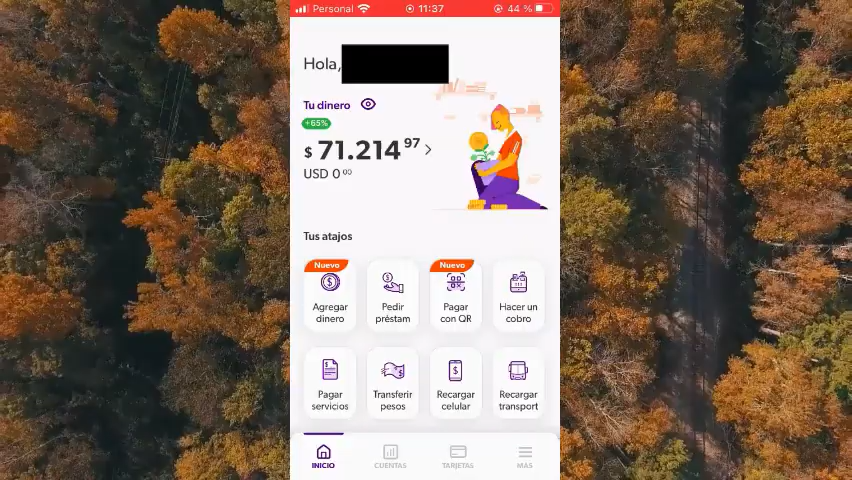 Personal 11:37 44 %
Hola,
Tu dinero
+65%
$ 71.214 97
USD 0 00
Tus atajos
Nuevo
Agregar
dinero
Pedir
préstam
Nuevo
Pagar
con QR
Hacer un
cobro
Pagar
servicios
Transferir
pesos
Recargar
celular
Recargar
transport
INICIO CUENTAS TARJETAS MÁS